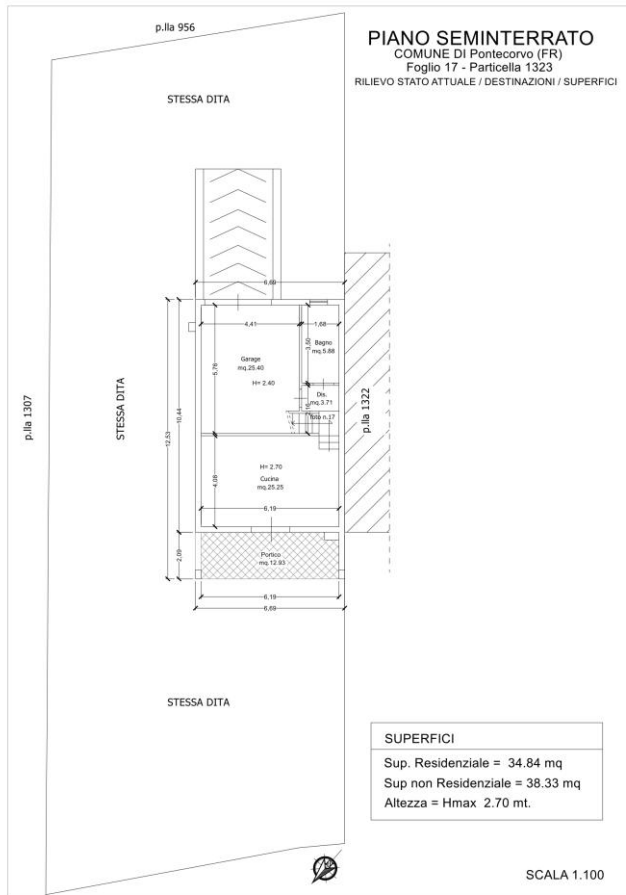 p.lla 956
PIANO SEMINTERRATO
COMUNE DI Pontecorvo (FR)
Foglio 17 - Particella 1323
RILIEVO STATO ATTUALE / DESTINAZIONI / SUPERFICI
STESSA DITA
6,69
4,41
1,68
Bagno
mq.5.88
3,50
Garage
mq.25.40
H= 2.40
5,76
Dis.
mq.3.71
foto n.17
p.lla 1322
p.lla 1307
STESSA DITA
12,53
10,44
H= 2.70
Cucina
mq.25.25
4,08
6,19
2,09
Portico
mq.12.93
6,19
6,69
STESSA DITA
SUPERFICI
Sup. Residenziale = 34.84 mq
Sup non Residenziale = 38.33 mq
Altezza = Hmax 2.70 mt.
SCALA 1.100